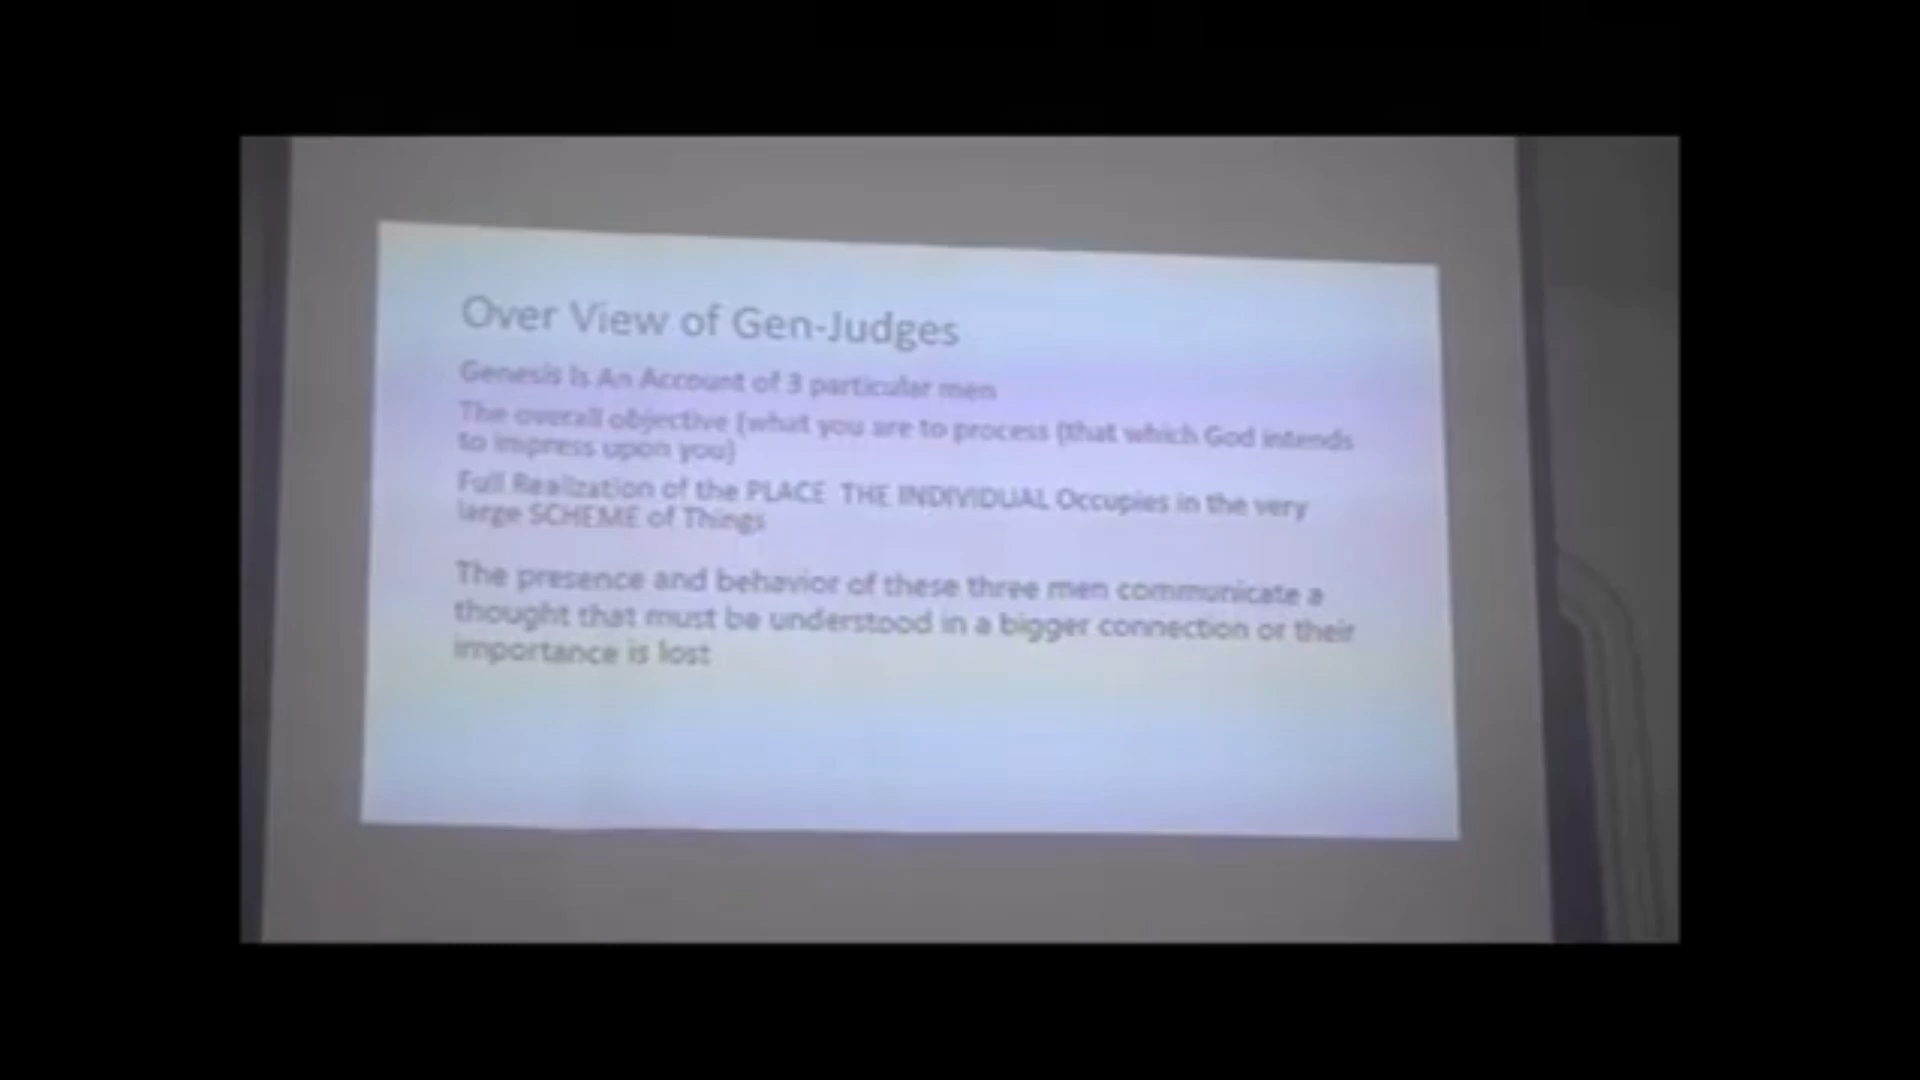 Over View of Gen-Judges
Genesis Is An Account of 3 particular men
The overall objective (what you are to process (that which God intends
to impress upon you)
Full Realization of the PLACE THE INDIVIDUAL Occupies in the very
large SCHEME of Things
The presence and behavior of these three men communicate a
thought that must be understood in a bigger connection or their
importance is lost